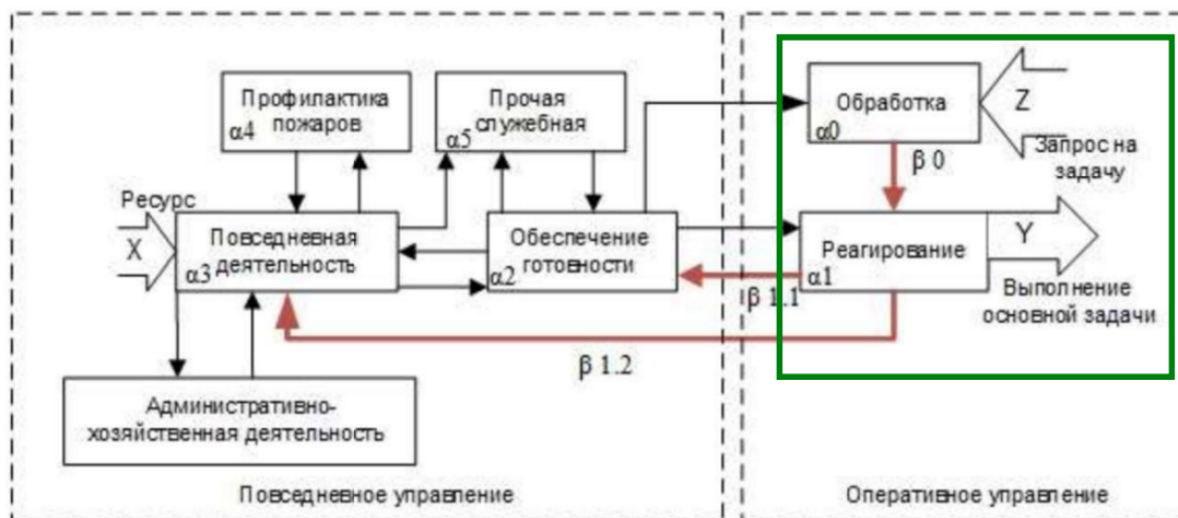 Профилактика
пожаров
α4
Прочая
служебная
α5
Обработка
α0
Z
Запрос на
задачу
β 0
Ресурс
X
Повседневная
деятельность
α3
Обеспечение
готовности
α2
Реагирование
α1
Y
Выполнение
основной задачи
β 1.1
β 1.2
Административно-
хозяйственная деятельность
Повседневное управление
Оперативное управление